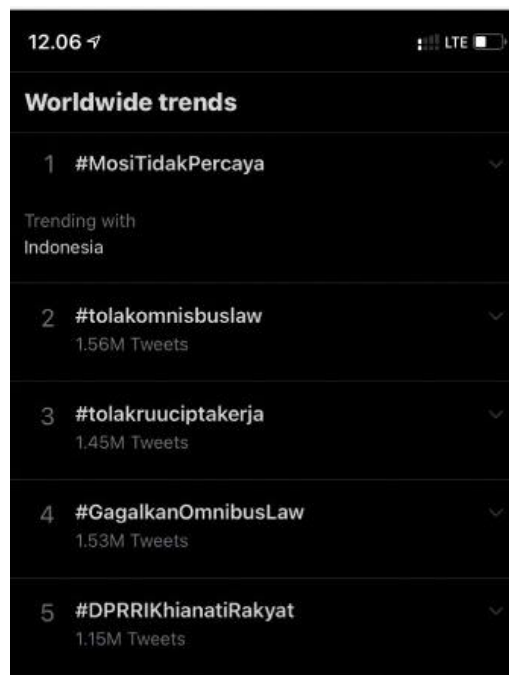 12.06 LTE
Worldwide trends
1 #MosiTidakPercaya
Trending with
Indonesia
2 #tolakomnisbuslaw
1.56M Tweets
3 #tolakruuciptakerja
1.45M Tweets
4 #GagalkanOmnibusLaw
1.53M Tweets
5 #DPRRIKhianatiRakyat
1.15M Tweets